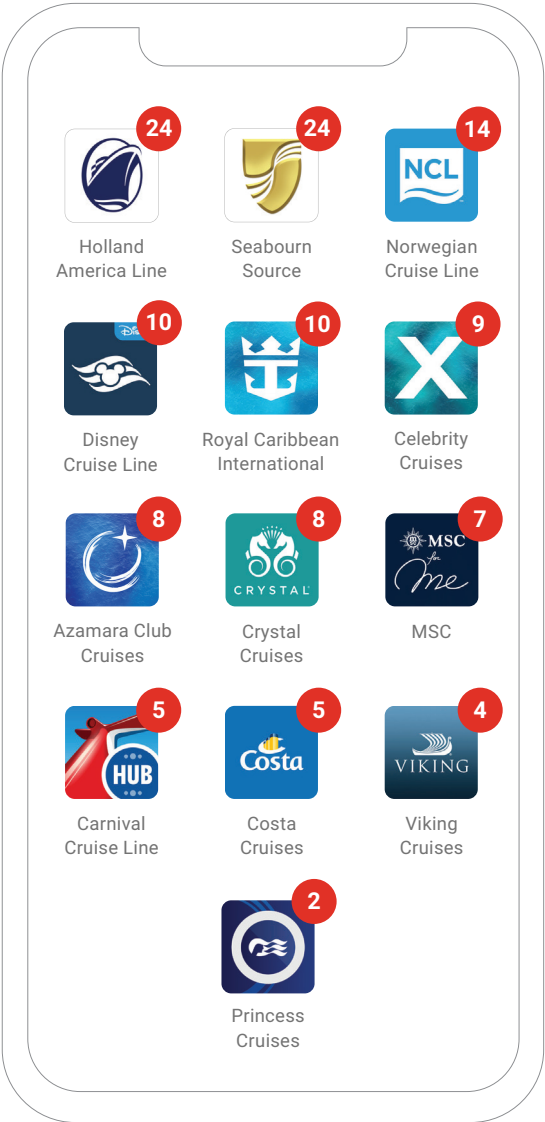 24
24
14
NCL
Holland
America Line
Seabourn
Source
Norwegian
Cruise Line
10
10
9
X
Disney
Cruise Line
Royal Caribbean
International
Celebrity
Cruises
8
8
7
CRYSTAL
MSC
for
me
Azamara Club
Cruises
Crystal
Cruises
MSC
5
5
4
HUB
Costa
VIKING
Carnival
Cruise Line
Costa
Cruises
Viking
Cruises
2
Princess
Cruises